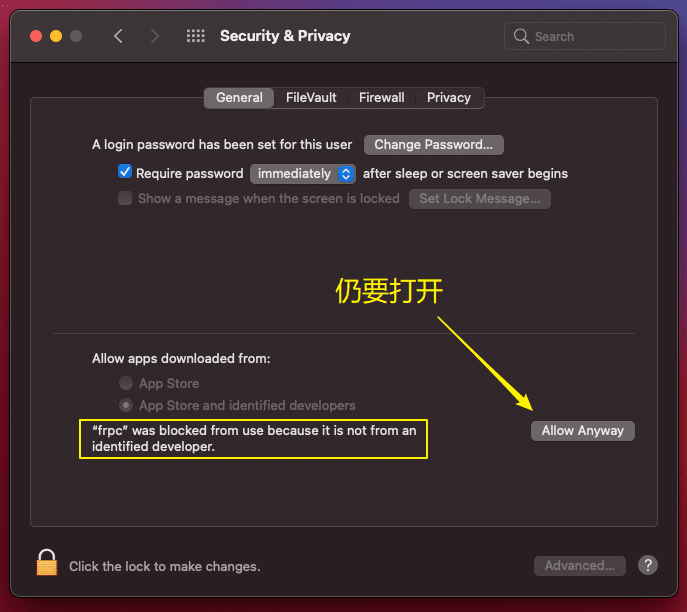 Security & Privacy
Search
General
FileVault
Firewall
Privacy
A login password has been set for this user
Change Password...
Require password
immediately
after sleep or screen saver begins
Show a message when the screen is locked
Set Lock Message...
仍要打开
Allow apps downloaded from:
App Store
App Store and identified developers
“frpc” was blocked from use because it is not from an
identified developer.
Allow Anyway
Click the lock to make changes.
Advanced...
?